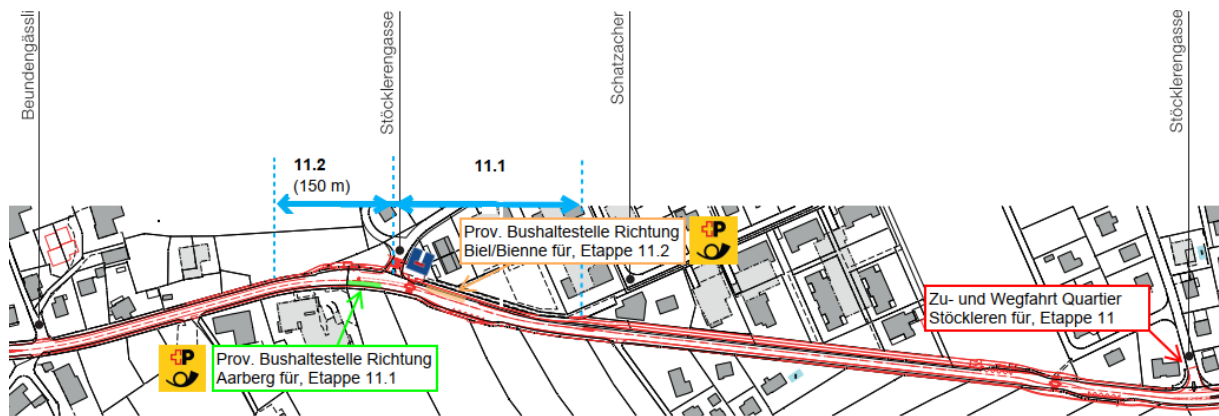 Beundengässli
Stöcklerengasse
Schatzacher
Stöcklerengasse
11.2
(150 m)
11.1
Prov. Bushaltestelle Richtung
Biel/Bienne für, Etappe 11.2
P
Zu- und Wegfahrt Quartier
Stöckleren für, Etappe 11
P
Prov. Bushaltestelle Richtung
Aarberg für, Etappe 11.1